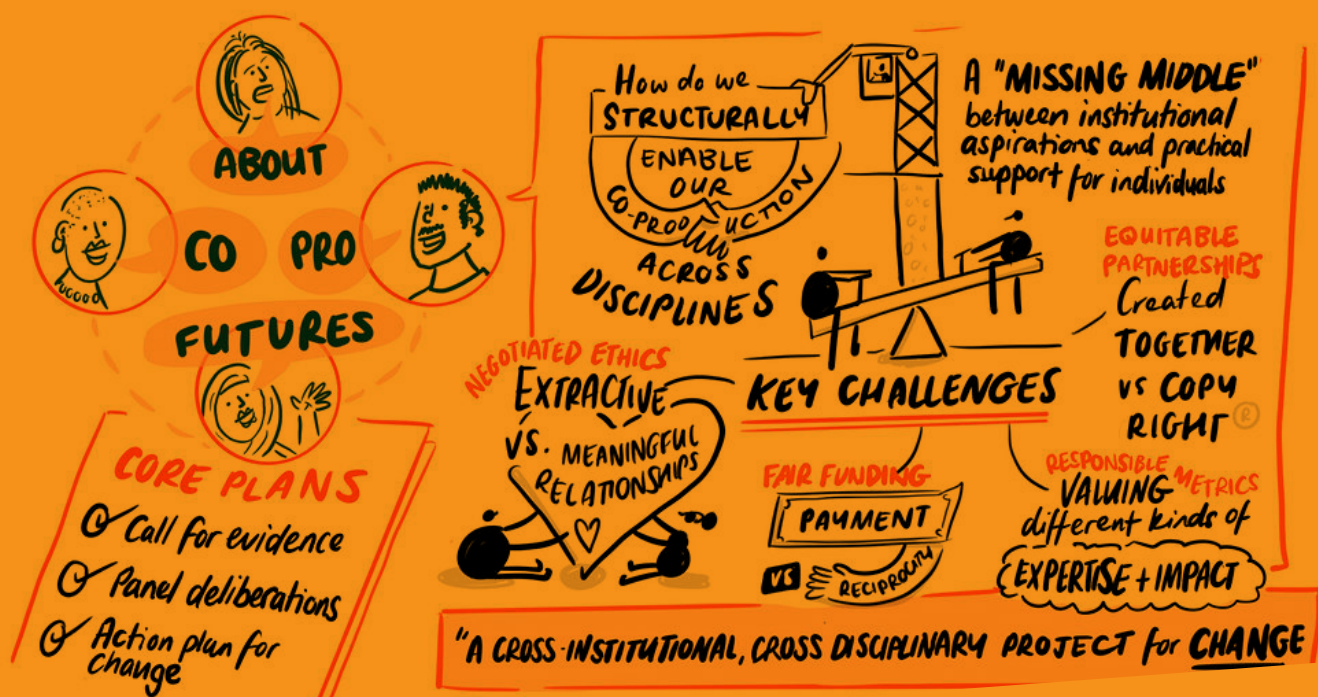 ABOUT
CO PRO
FUTURES
CORE PLANS
Call for evidence
Panel deliberations
Action plan for
change
How do we
STRUCTURALLY
ENABLE
OUR
CO-PRODUCTION
ACROSS
DISCIPLINES
A "MISSING MIDDLE"
between institutional
aspirations and practical
support for individuals
KEY CHALLENGES
NEGOTIATED ETHICS
EXTRACTIVE
VS. MEANINGFUL
RELATIONSHIPS
FAIR FUNDING
PAYMENT
VS RECIPROCITY
RESPONSIBLE METRICS
VALUING
different kinds of
EXPERTISE + IMPACT
EQUITABLE
PARTNERSHIPS
Created
TOGETHER
vs COPY
RIGHT ®
"A CROSS-INSTITUTIONAL, CROSS DISCIPLINARY PROJECT for CHANGE